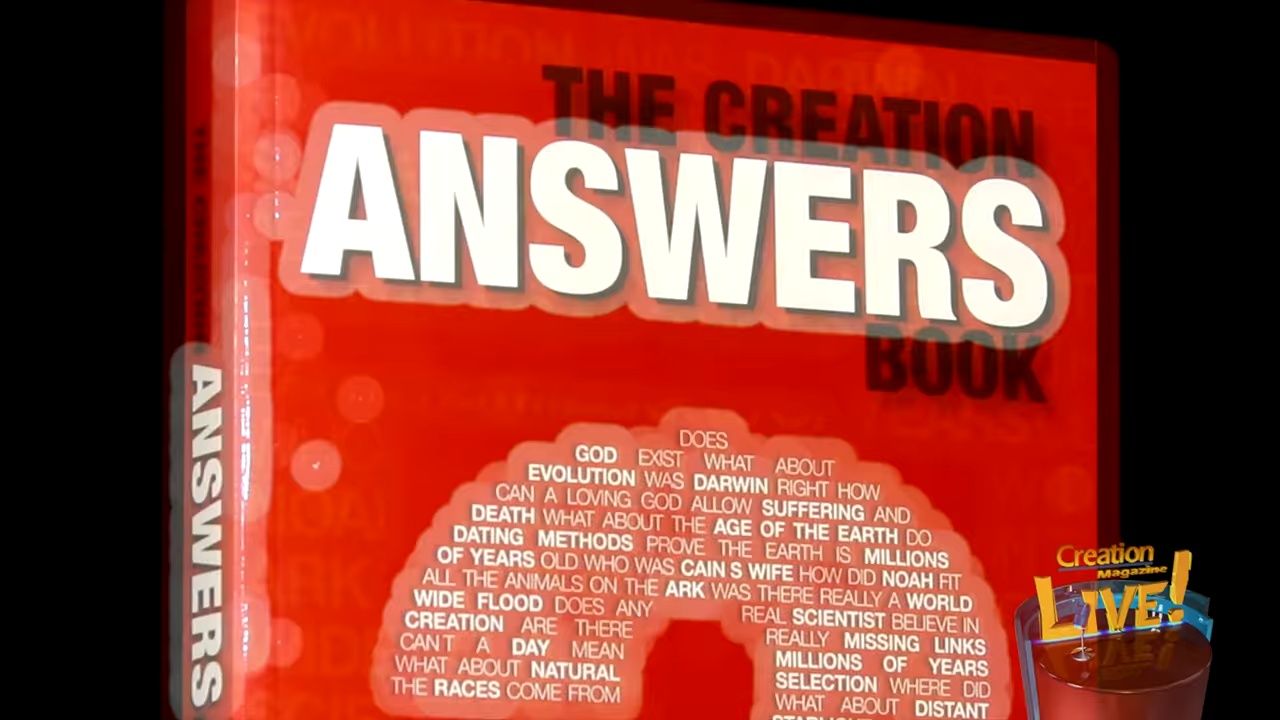 THE CREATION
ANSWERS
BOOK
DOES
GOD EXIST WHAT ABOUT
EVOLUTION WAS DARWIN RIGHT HOW
CAN A LOVING GOD ALLOW SUFFERING AND
DEATH WHAT ABOUT THE AGE OF THE EARTH DO
DATING METHODS PROVE THE EARTH IS MILLIONS
OF YEARS OLD WHO WAS CAIN S WIFE HOW DID NOAH FIT
ALL THE ANIMALS ON THE ARK WAS THERE REALLY A WORLD
WIDE FLOOD DOES ANY REAL SCIENTIST BELIEVE IN
CREATION ARE THERE REALLY MISSING LINKS
CAN'T A DAY MEAN MILLIONS OF YEARS
WHAT ABOUT NATURAL SELECTION WHERE DID
THE RACES COME FROM WHAT ABOUT DISTANT
STARLIGHT
ANSWERS
Creation
Magazine
LIVE!